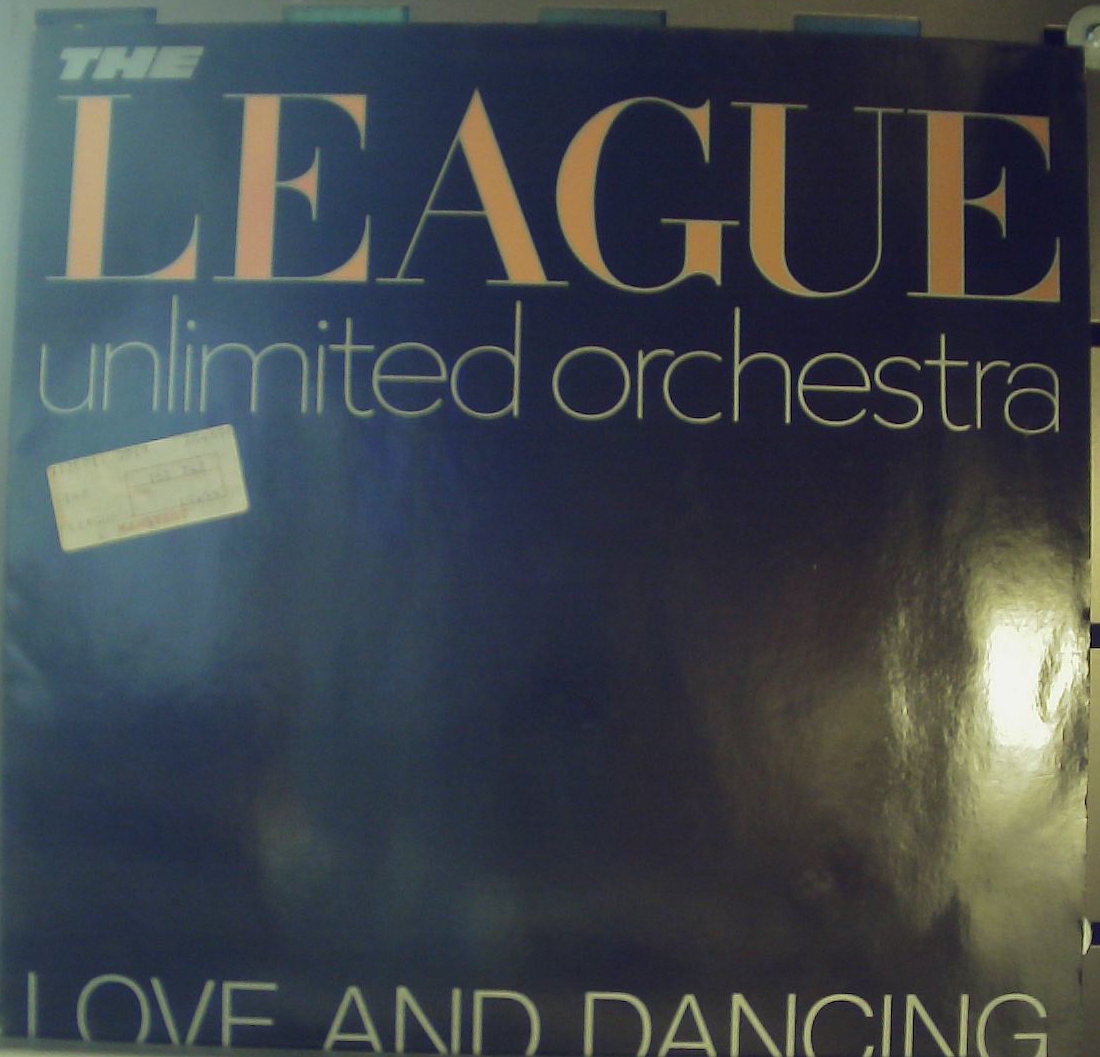 THE
LEAGUE
unlimited orchestra
LOVE AND DANCING